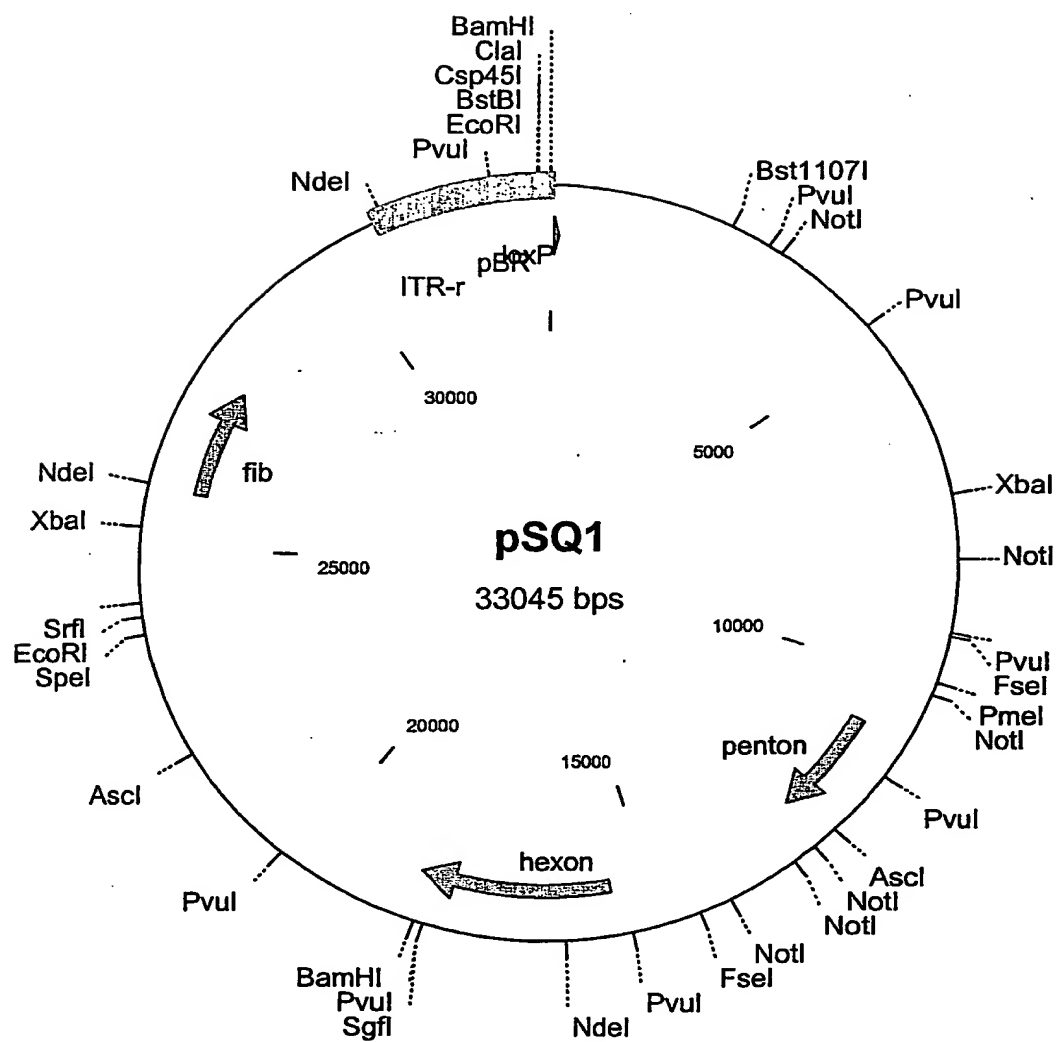 BamHI
ClaI
Csp45I
BstBI
EcoRI
PvuI
NdeI
Bst1107I
PvuI
NotI
loxP
pBR
ITR-r
PvuI
30000
5000
NdeI
fib
XbaI
XbaI
pSQ1
25000
NotI
33045 bps
10000
SrfI
EcoRI
SpeI
PvuI
FseI
PmeI
NotI
20000
penton
15000
AscI
PvuI
hexon
AscI
NotI
NotI
PvuI
NotI
FseI
BamHI
PvuI
SgfI
PvuI
NdeI